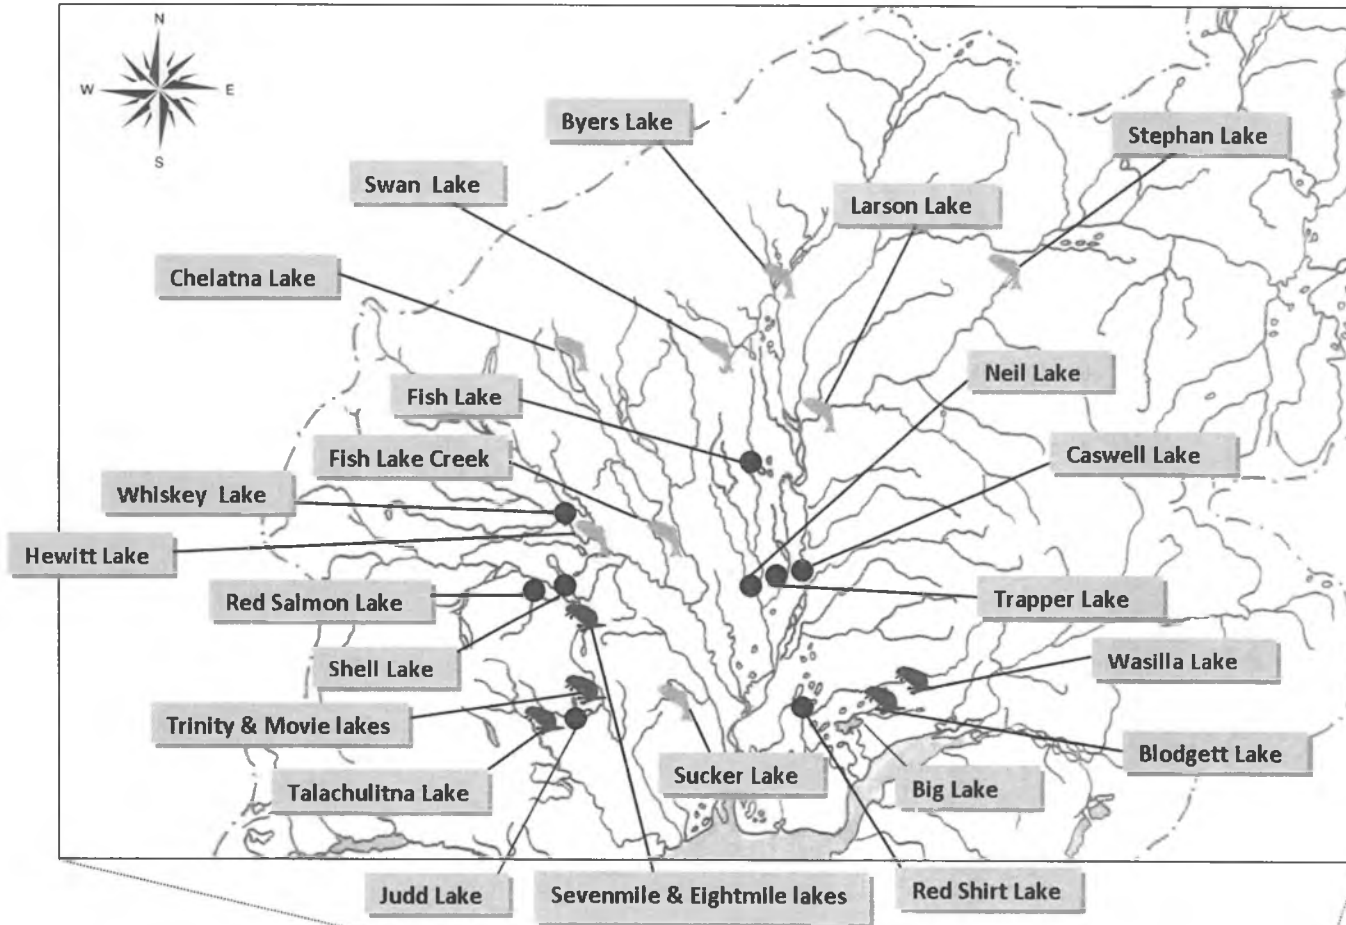 N
W
E
S
Byers Lake
Stephan Lake
Swan Lake
Larson Lake
Chelatna Lake
Neil Lake
Fish Lake
Fish Lake Creek
Caswell Lake
Whiskey Lake
Hewitt Lake
Red Salmon Lake
Trapper Lake
Shell Lake
Wasilla Lake
Trinity & Movie lakes
Blodgett Lake
Talachulitna Lake
Sucker Lake
Big Lake
Judd Lake
Sevenmile & Eightmile lakes
Red Shirt Lake